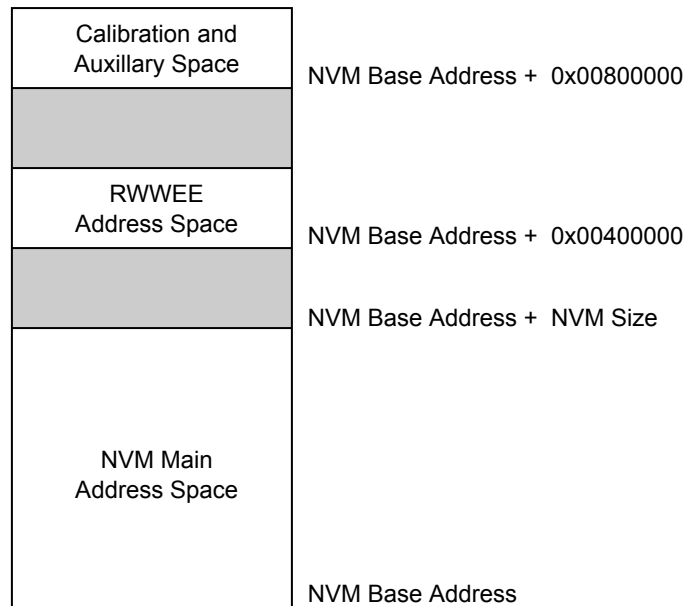 Calibration and
Auxillary Space
NVM Base Address + 0x00800000
RWWEE
Address Space
NVM Base Address + 0x00400000
NVM Base Address + NVM Size
NVM Main
Address Space
NVM Base Address